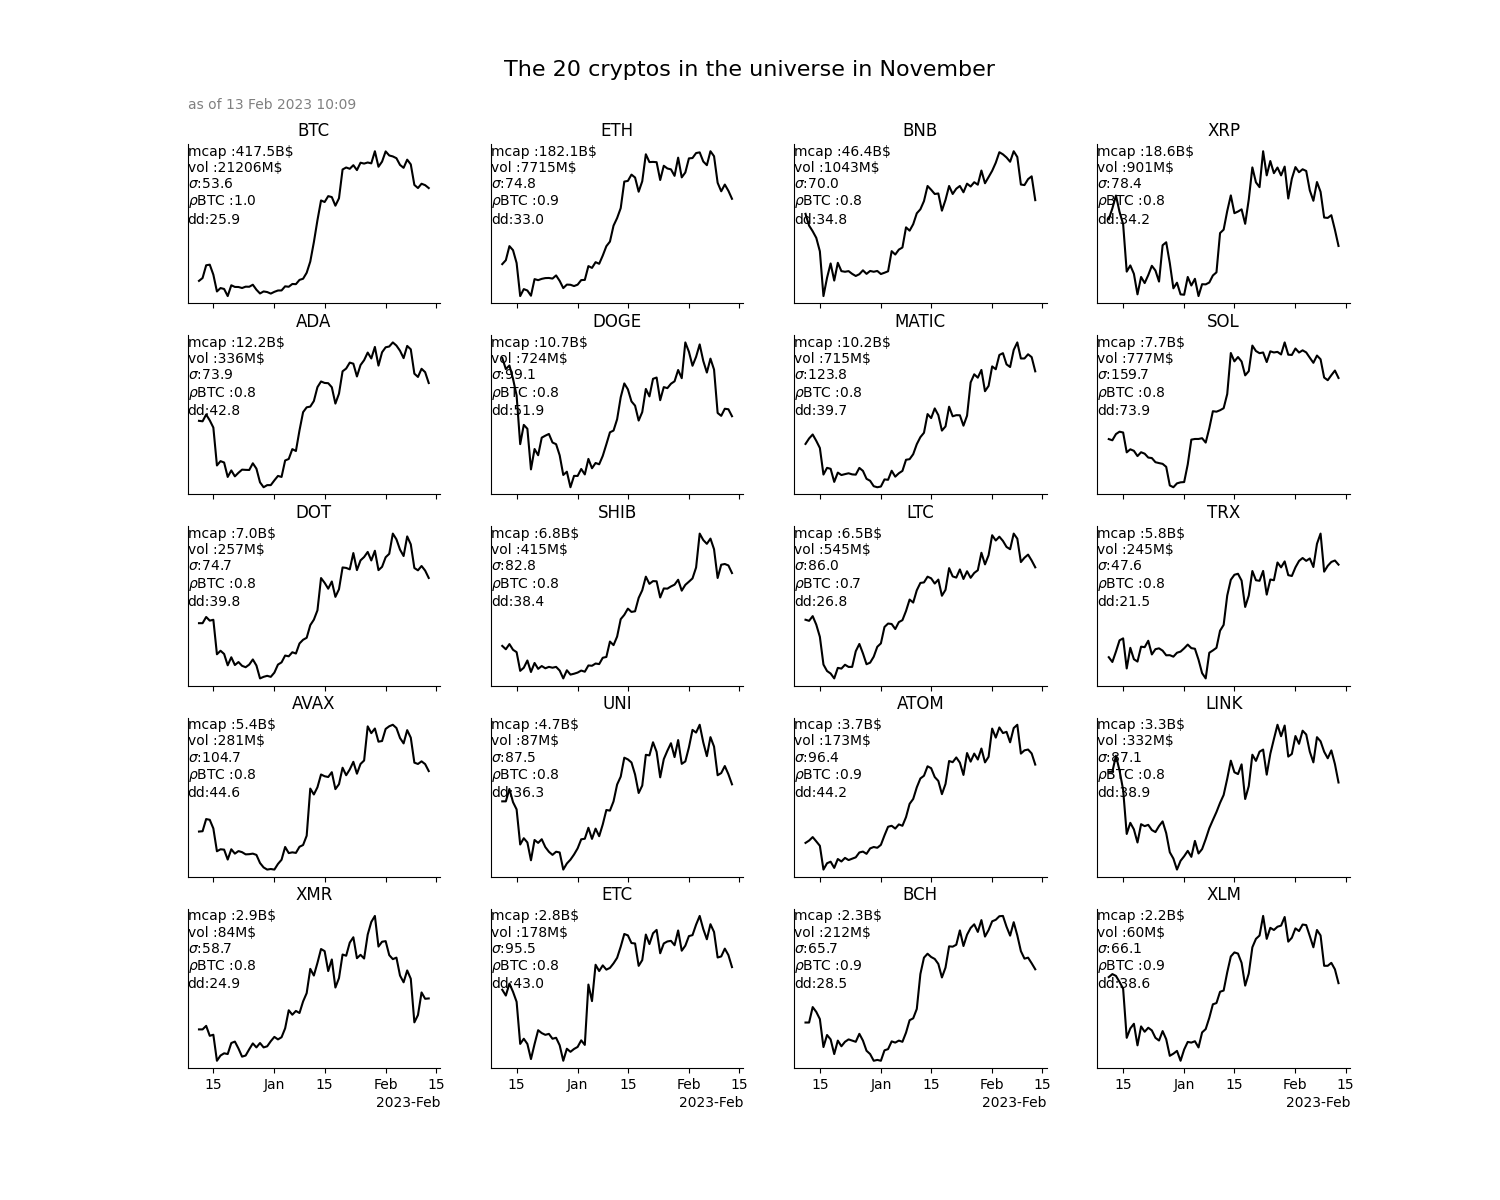 The 20 cryptos in the universe in November
as of 13 Feb 2023 10:09
BTC
mcap :417.5B$
vol :21206M$
σ:53.6
ρBTC :1.0
dd:25.9
ETH
mcap :182.1B$
vol :7715M$
σ:74.8
ρBTC :0.9
dd:33.0
BNB
mcap :46.4B$
vol :1043M$
σ:70.0
ρBTC :0.8
dd:34.8
XRP
mcap :18.6B$
vol :901M$
σ:78.4
ρBTC :0.8
dd:34.2
ADA
mcap :12.2B$
vol :336M$
σ:73.9
ρBTC :0.8
dd:42.8
DOGE
mcap :10.7B$
vol :724M$
σ:99.1
ρBTC :0.8
dd:51.9
MATIC
mcap :10.2B$
vol :715M$
σ:123.8
ρBTC :0.8
dd:39.7
SOL
mcap :7.7B$
vol :777M$
σ:159.7
ρBTC :0.8
dd:73.9
DOT
mcap :7.0B$
vol :257M$
σ:74.7
ρBTC :0.8
dd:39.8
SHIB
mcap :6.8B$
vol :415M$
σ:82.8
ρBTC :0.8
dd:38.4
LTC
mcap :6.5B$
vol :545M$
σ:86.0
ρBTC :0.7
dd:26.8
TRX
mcap :5.8B$
vol :245M$
σ:47.6
ρBTC :0.8
dd:21.5
AVAX
mcap :5.4B$
vol :281M$
σ:104.7
ρBTC :0.8
dd:44.6
UNI
mcap :4.7B$
vol :87M$
σ:87.5
ρBTC :0.8
dd:36.3
ATOM
mcap :3.7B$
vol :173M$
σ:96.4
ρBTC :0.9
dd:44.2
LINK
mcap :3.3B$
vol :332M$
σ:87.1
ρBTC :0.8
dd:38.9
XMR
mcap :2.9B$
vol :84M$
σ:58.7
ρBTC :0.8
dd:24.9
ETC
mcap :2.8B$
vol :178M$
σ:95.5
ρBTC :0.8
dd:43.0
BCH
mcap :2.3B$
vol :212M$
σ:65.7
ρBTC :0.9
dd:28.5
XLM
mcap :2.2B$
vol :60M$
σ:66.1
ρBTC :0.9
dd:38.6
15 Jan 15 Feb 15
2023-Feb
15 Jan 15 Feb 15
2023-Feb
15 Jan 15 Feb 15
2023-Feb
15 Jan 15 Feb 15
2023-Feb